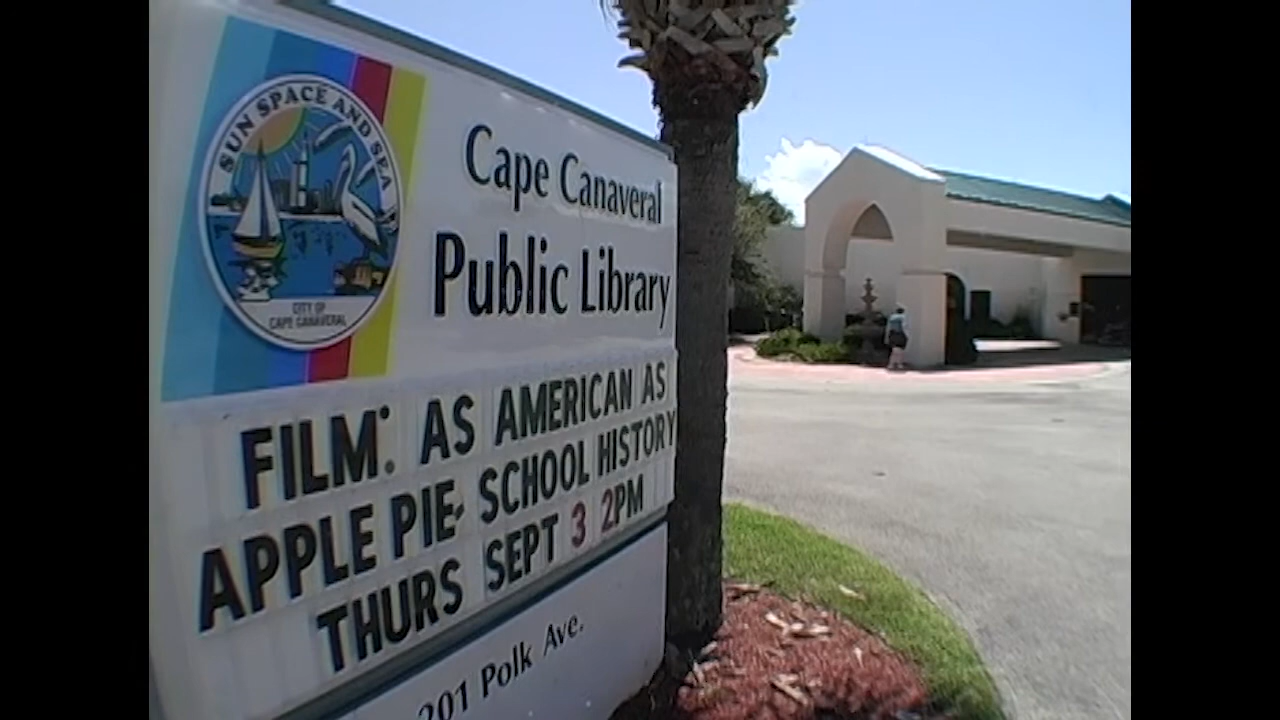 SUN SPACE AND SEA
CITY OF
CAPE CANAVERAL
Cape Canaveral
Public Library
FILM: AS AMERICAN AS
APPLE PIE- SCHOOL HISTORY
THURS SEPT 3 2PM
201 Polk Ave.